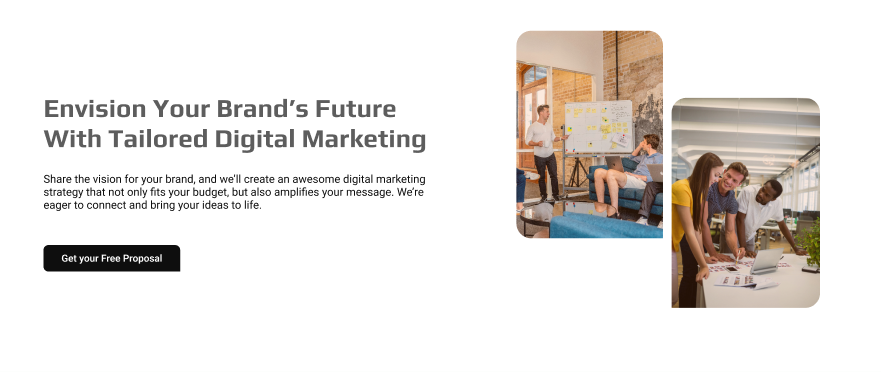 Envision Your Brand’s Future
With Tailored Digital Marketing
Share the vision for your brand, and we’ll create an awesome digital marketing
strategy that not only fits your budget, but also amplifies your message. We’re
eager to connect and bring your ideas to life.
Get your Free Proposal